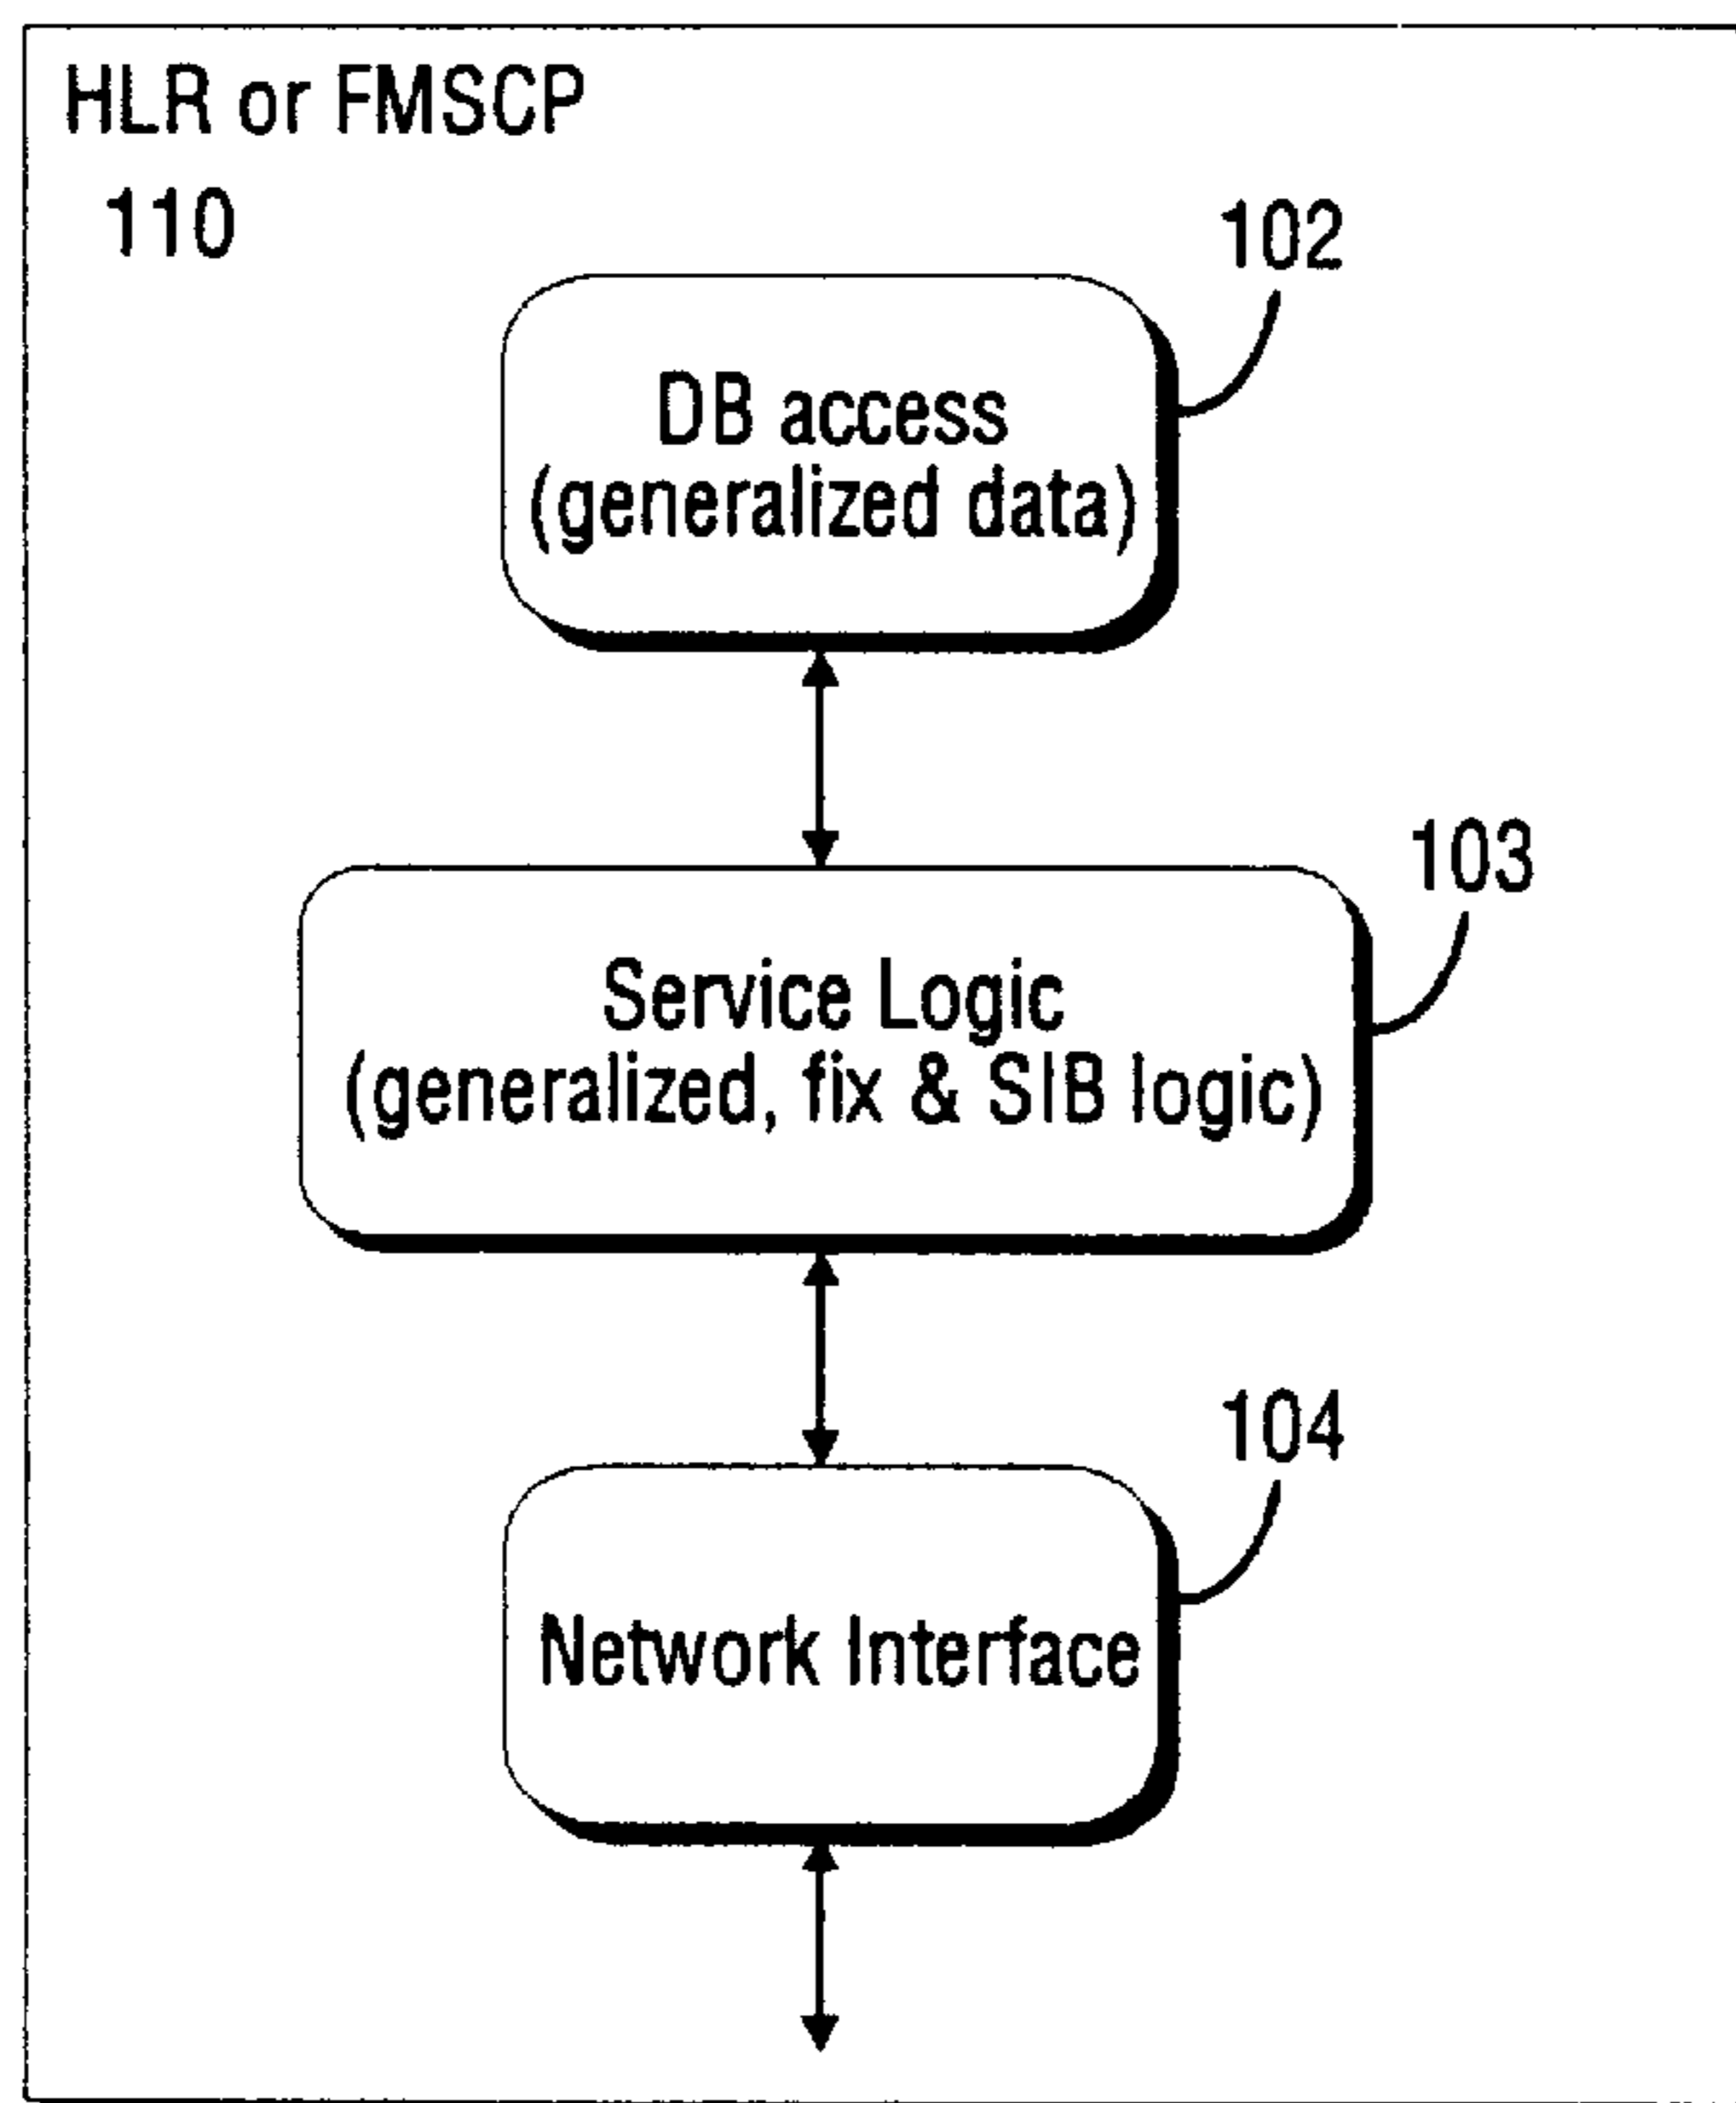 HLR or FMSCP
110
102
DB access
(generalized data)
103
Service Logic
(generalized, fix & SIB logic)
104
Network Interface